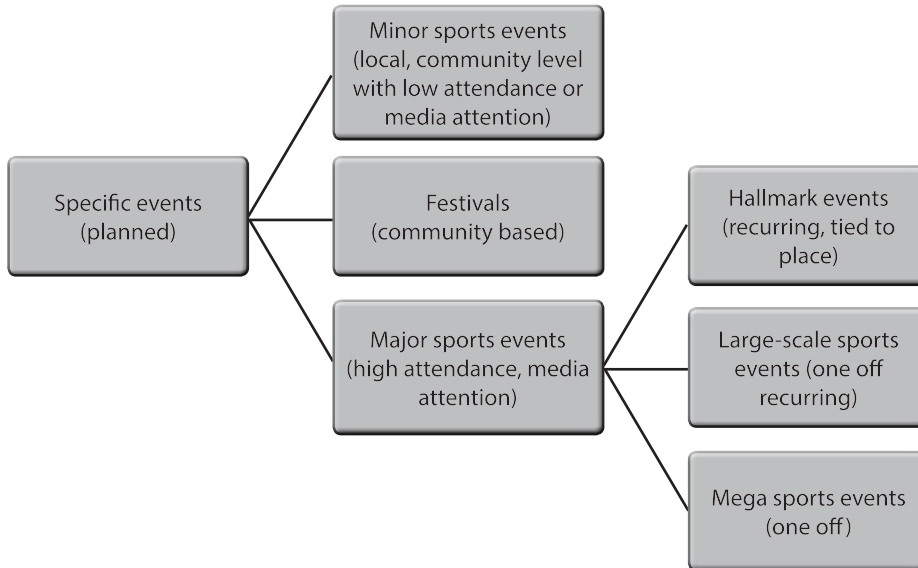 Minor sports events
(local, community level
with low attendance or
media attention)
Specific events
(planned)
Festivals
(community based)
Major sports events
(high attendance, media
attention)
Hallmark events
(recurring, tied to
place)
Large-scale sports
events (one off
recurring)
Mega sports events
(one off)